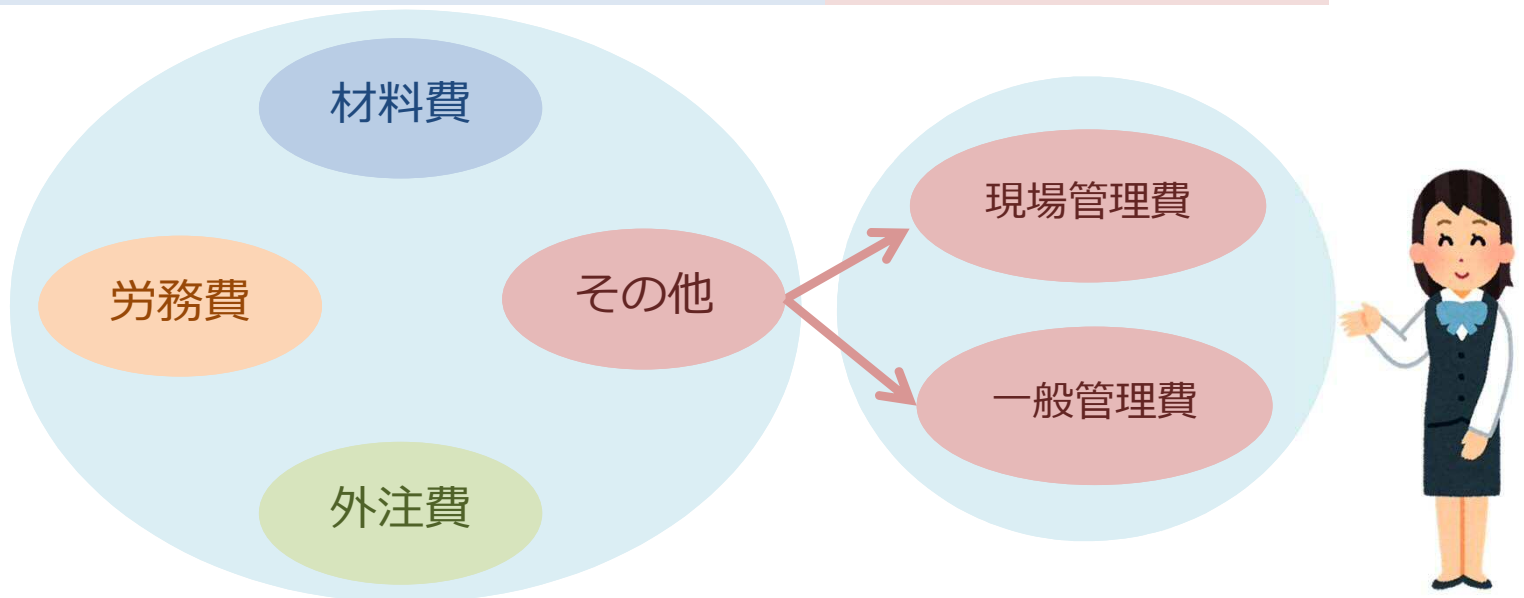 材料費
労務費
その他
外注費
現場管理費
一般管理費